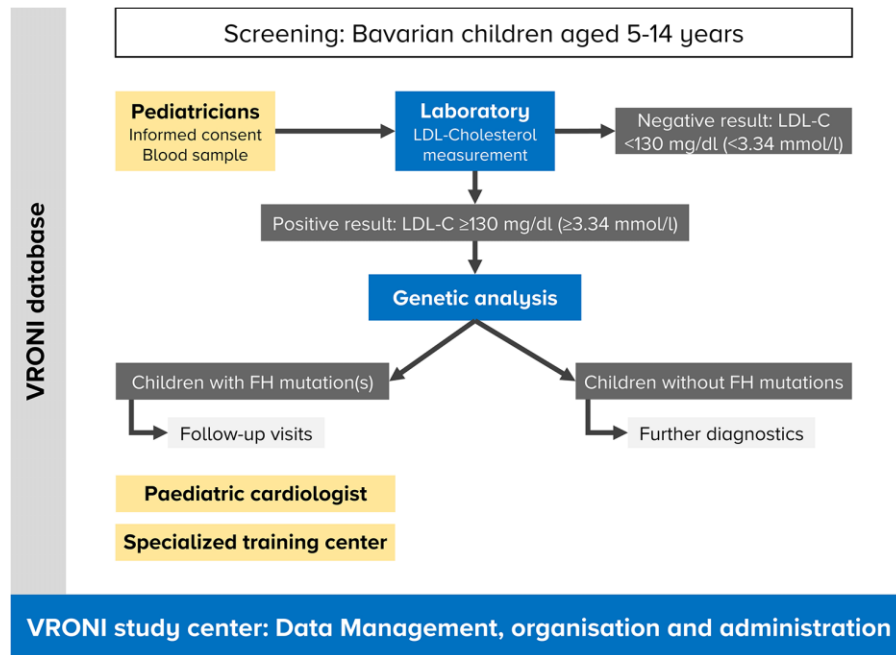 Screening: Bavarian children aged 5-14 years
Pediatricians
Informed consent
Blood sample
Laboratory
LDL-Cholesterol
measurement
Negative result: LDL-C
<130 mg/dl (<3.34 mmol/l)
Positive result: LDL-C ≥130 mg/dl (≥3.34 mmol/l)
Genetic analysis
Children with FH mutation(s)
Children without FH mutations
Follow-up visits
Further diagnostics
Paediatric cardiologist
Specialized training center
VRONI database
VRONI study center: Data Management, organisation and administration